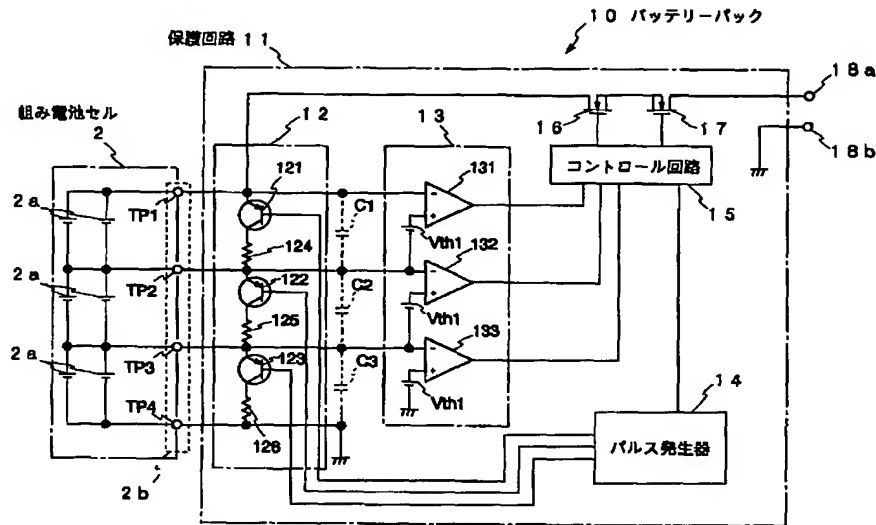 10 バッテリーパック
保護回路11
18a
組み電池セル
2
12
13
16
17
18b
コントロール回路
15
121
131
2a
TP1
C1
124
Vth1
132
122
2a
TP2
C2
125
Vth1
133
2a
TP3
123
C3
14
TP4
Vth1
126
パルス発生器
2b